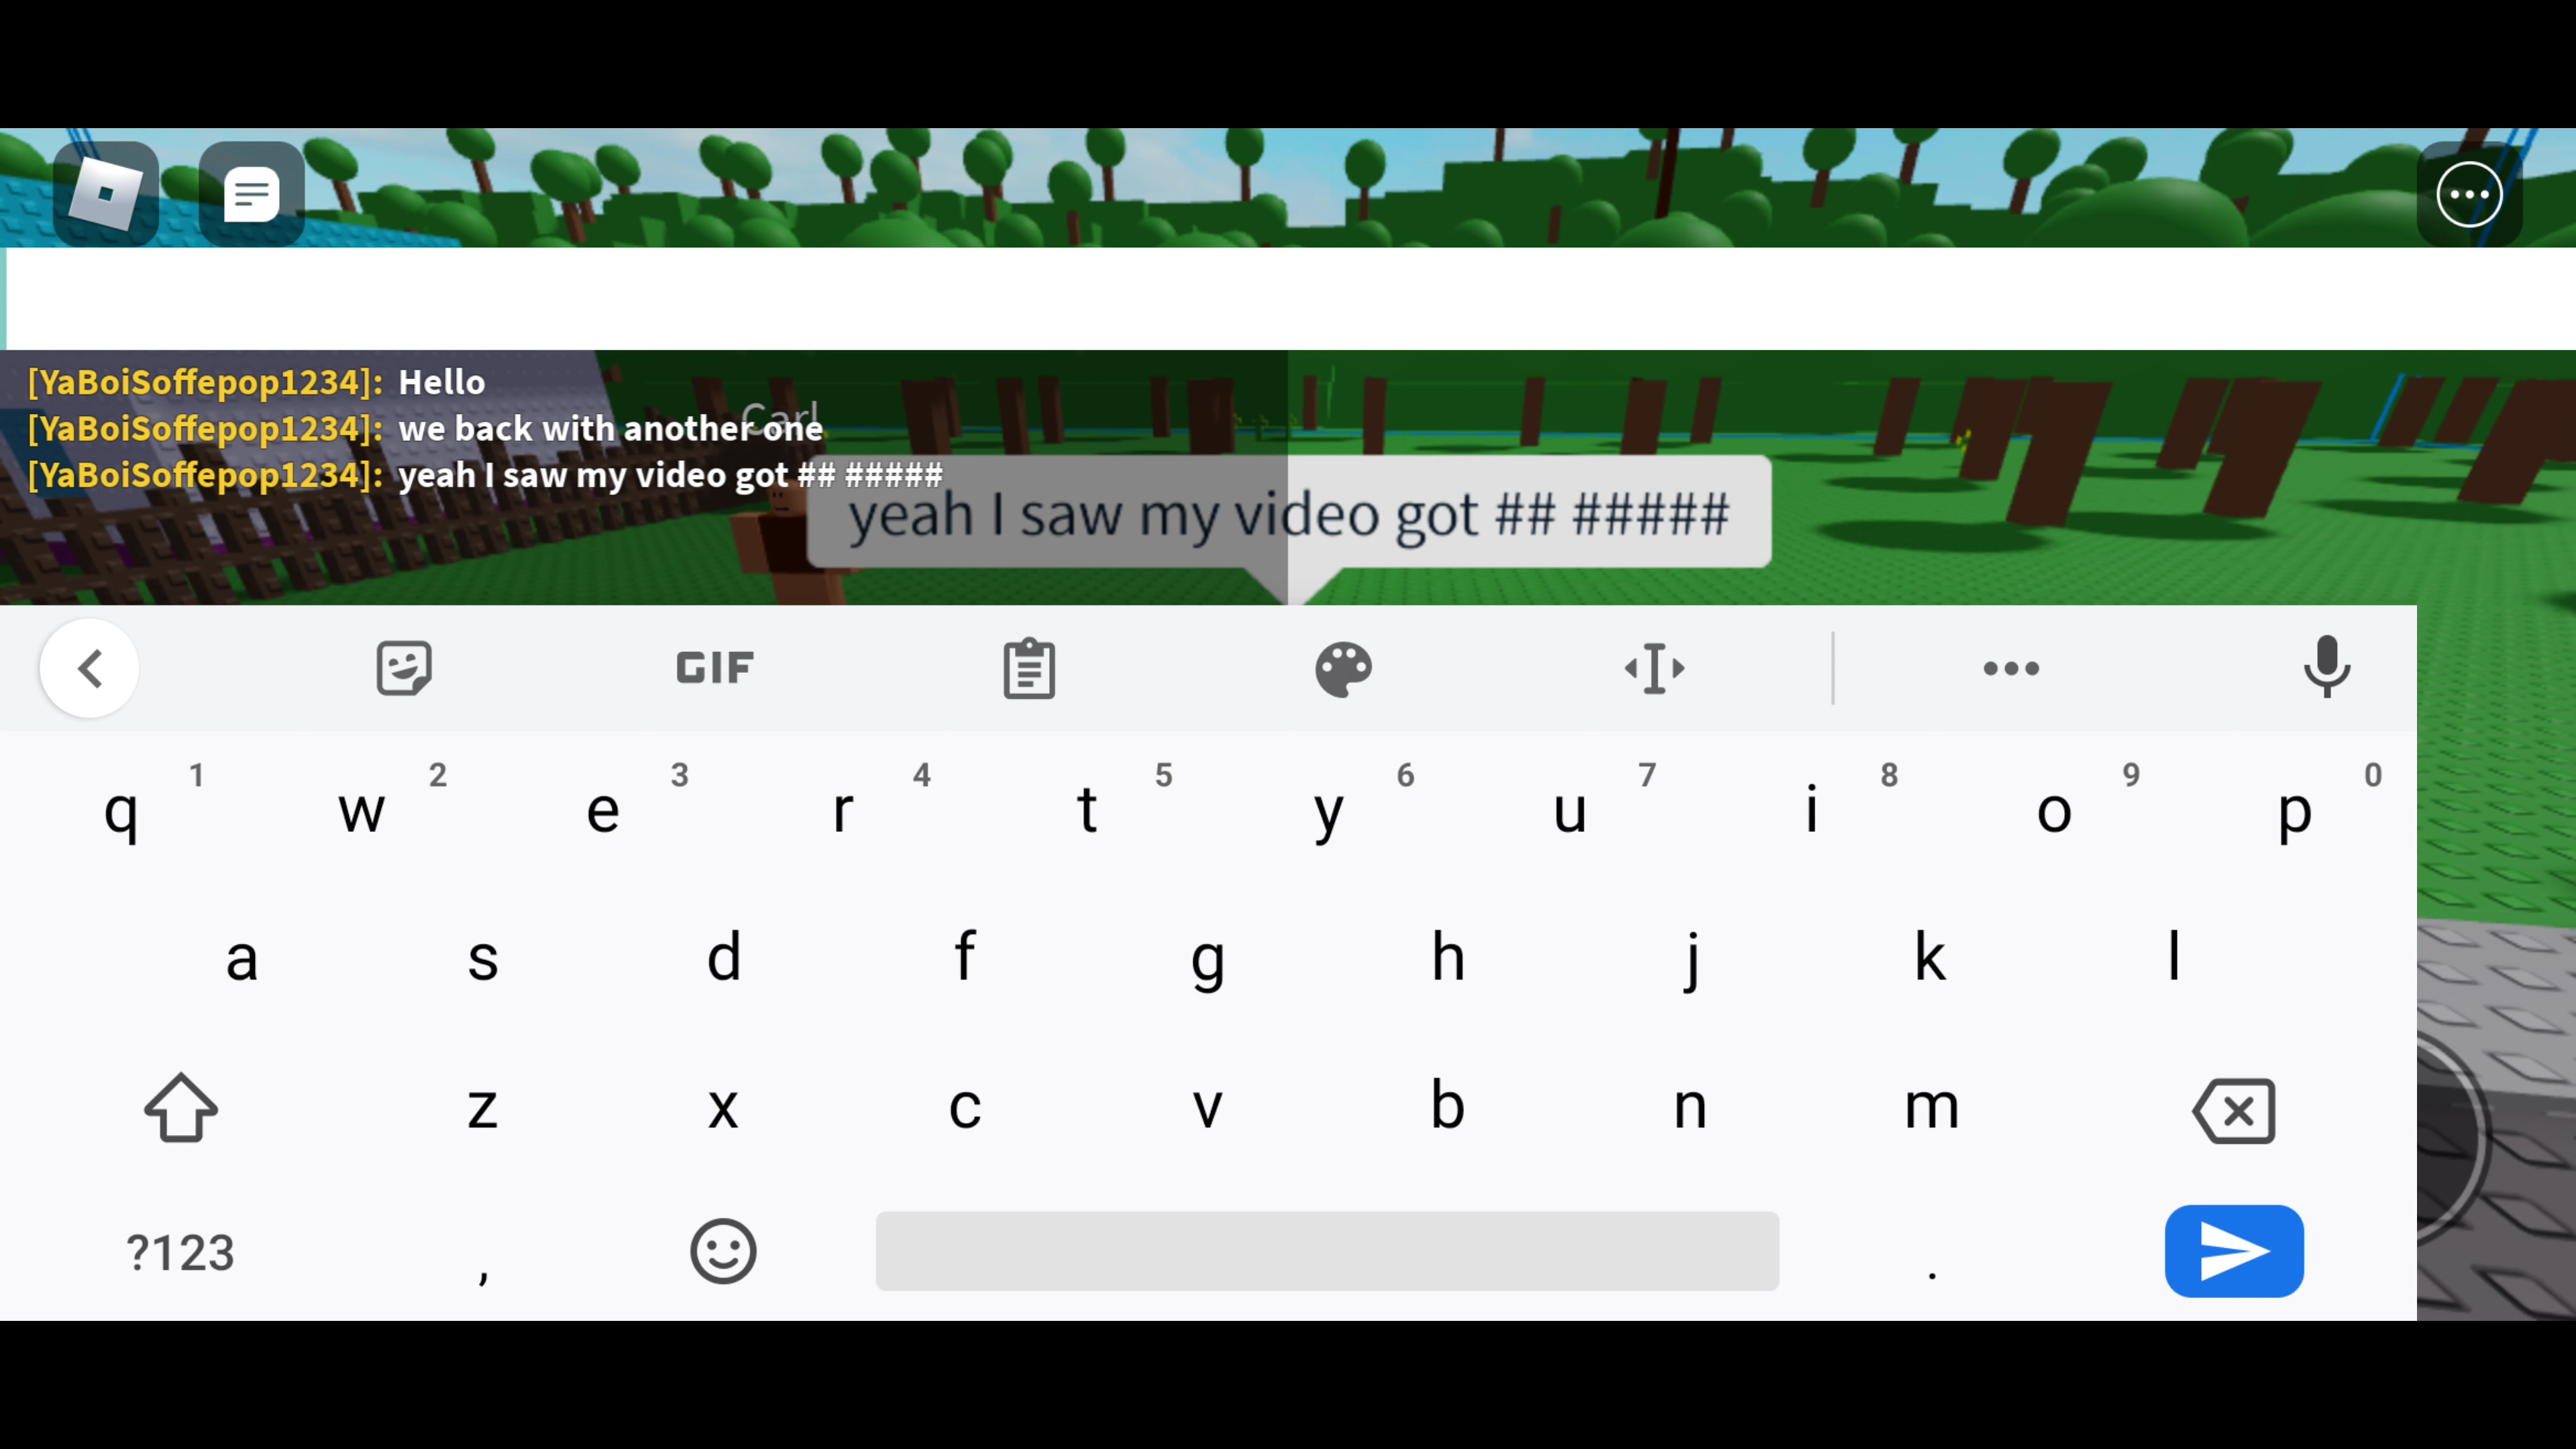 [YaBoiSoffepop1234]: Hello
Carl
[YaBoiSoffepop1234]: we back with another one
[YaBoiSoffepop1234]: yeah I saw my video got ## #####
yeah I saw my video got ## #####
GIF
q 1 w 2 e 3 r 4 t 5 y 6 u 7 i 8 o 9 p 0
a s d f g h j k l
z x c v b n m
?123 , .